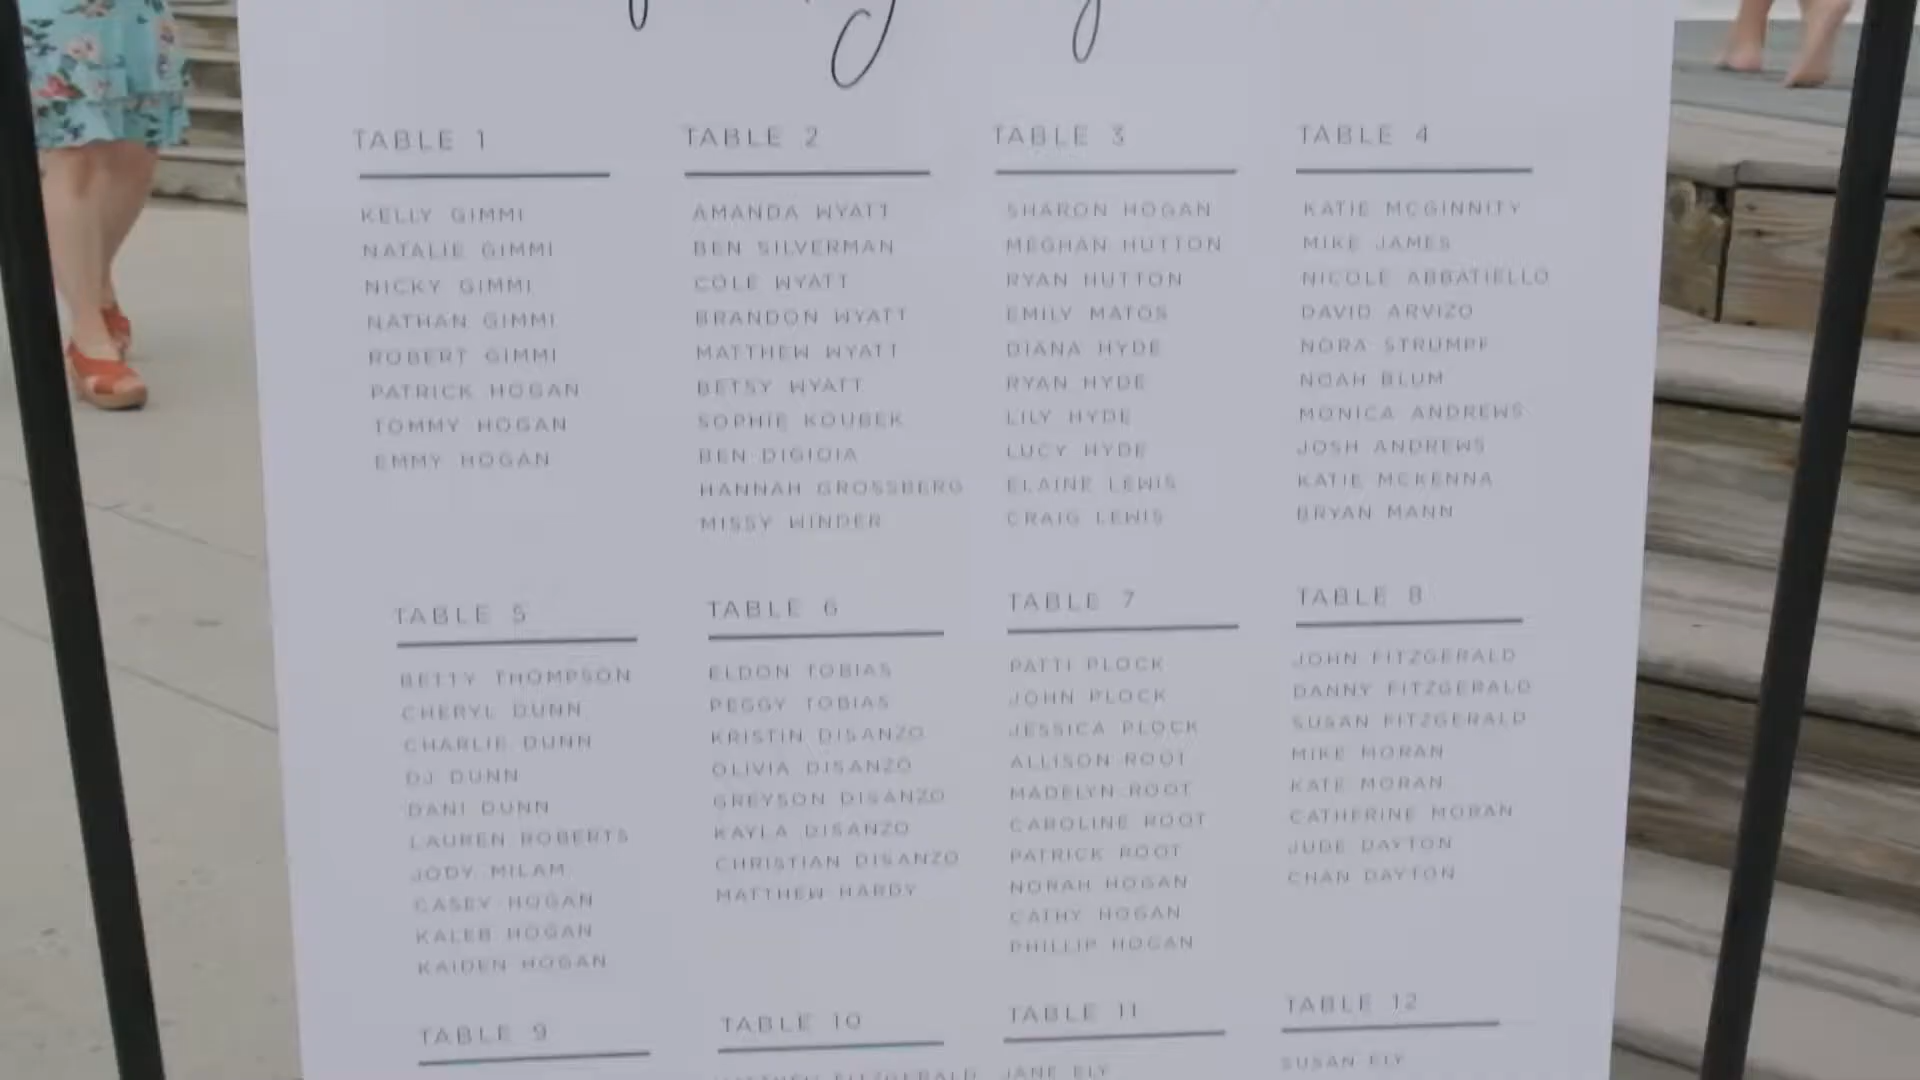 TABLE 1
KELLY GIMMI
NATALIE GIMMI
NICKY GIMMI
NATHAN GIMMI
ROBERT GIMMI
PATRICK HOGAN
TOMMY HOGAN
EMMY HOGAN
TABLE 2
AMANDA WYATT
BEN SILVERMAN
COLE WYATT
BRANDON WYATT
MATTHEW WYATT
BETSY WYATT
SOPHIE KOUBEK
BEN DIGIOIA
HANNAH GROSSBERG
MISSY WINDER
TABLE 3
SHARON HOGAN
MEGHAN HUTTON
RYAN HUTTON
EMILY MATOS
DIANA HYDE
RYAN HYDE
LILY HYDE
LUCY HYDE
ELAINE LEWIS
CRAIG LEWIS
TABLE 4
KATIE MCGINNITY
MIKE JAMES
NICOLE ABBATIELLO
DAVID ARVIZO
NORA STRUMPF
NOAH BLUM
MONICA ANDREWS
JOSH ANDREWS
KATIE MCKENNA
BRYAN MANN
TABLE 5
BETTY THOMPSON
CHERYL DUNN
CHARLIE DUNN
DJ DUNN
DANI DUNN
LAUREN ROBERTS
JODY MILAM
CASEY HOGAN
KALEB HOGAN
KAIDEN HOGAN
TABLE 6
ELDON TOBIAS
PEGGY TOBIAS
KRISTIN DISANZO
OLIVIA DISANZO
GREYSON DISANZO
KAYLA DISANZO
CHRISTIAN DISANZO
MATTHEW HARDY
TABLE 7
PATTI PLOCK
JOHN PLOCK
JESSICA PLOCK
ALLISON ROOT
MADELYN ROOT
CAROLINE ROOT
PATRICK ROOT
NORAH HOGAN
CATHY HOGAN
PHILLIP HOGAN
TABLE 8
JOHN FITZGERALD
DANNY FITZGERALD
SUSAN FITZGERALD
MIKE MORAN
KATE MORAN
CATHERINE MORAN
JUDE DAYTON
CHAN DAYTON
TABLE 9
TABLE 10
MATTHEW FITZGERALD
TABLE 11
JANE ELY
TABLE 12
SUSAN ELY